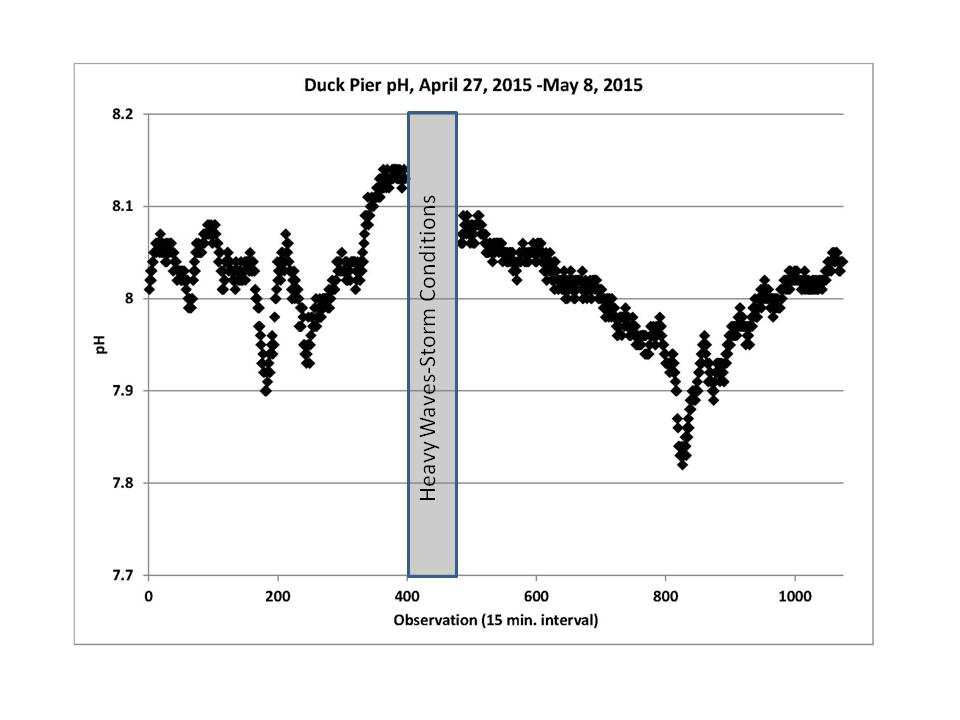 Duck Pier pH, April 27, 2015 -May 8, 2015
8.2
8.1
8
7.9
7.8
7.7
pH
Heavy Waves-Storm Conditions
0 200 400 600 800 1000
Observation (15 min. interval)